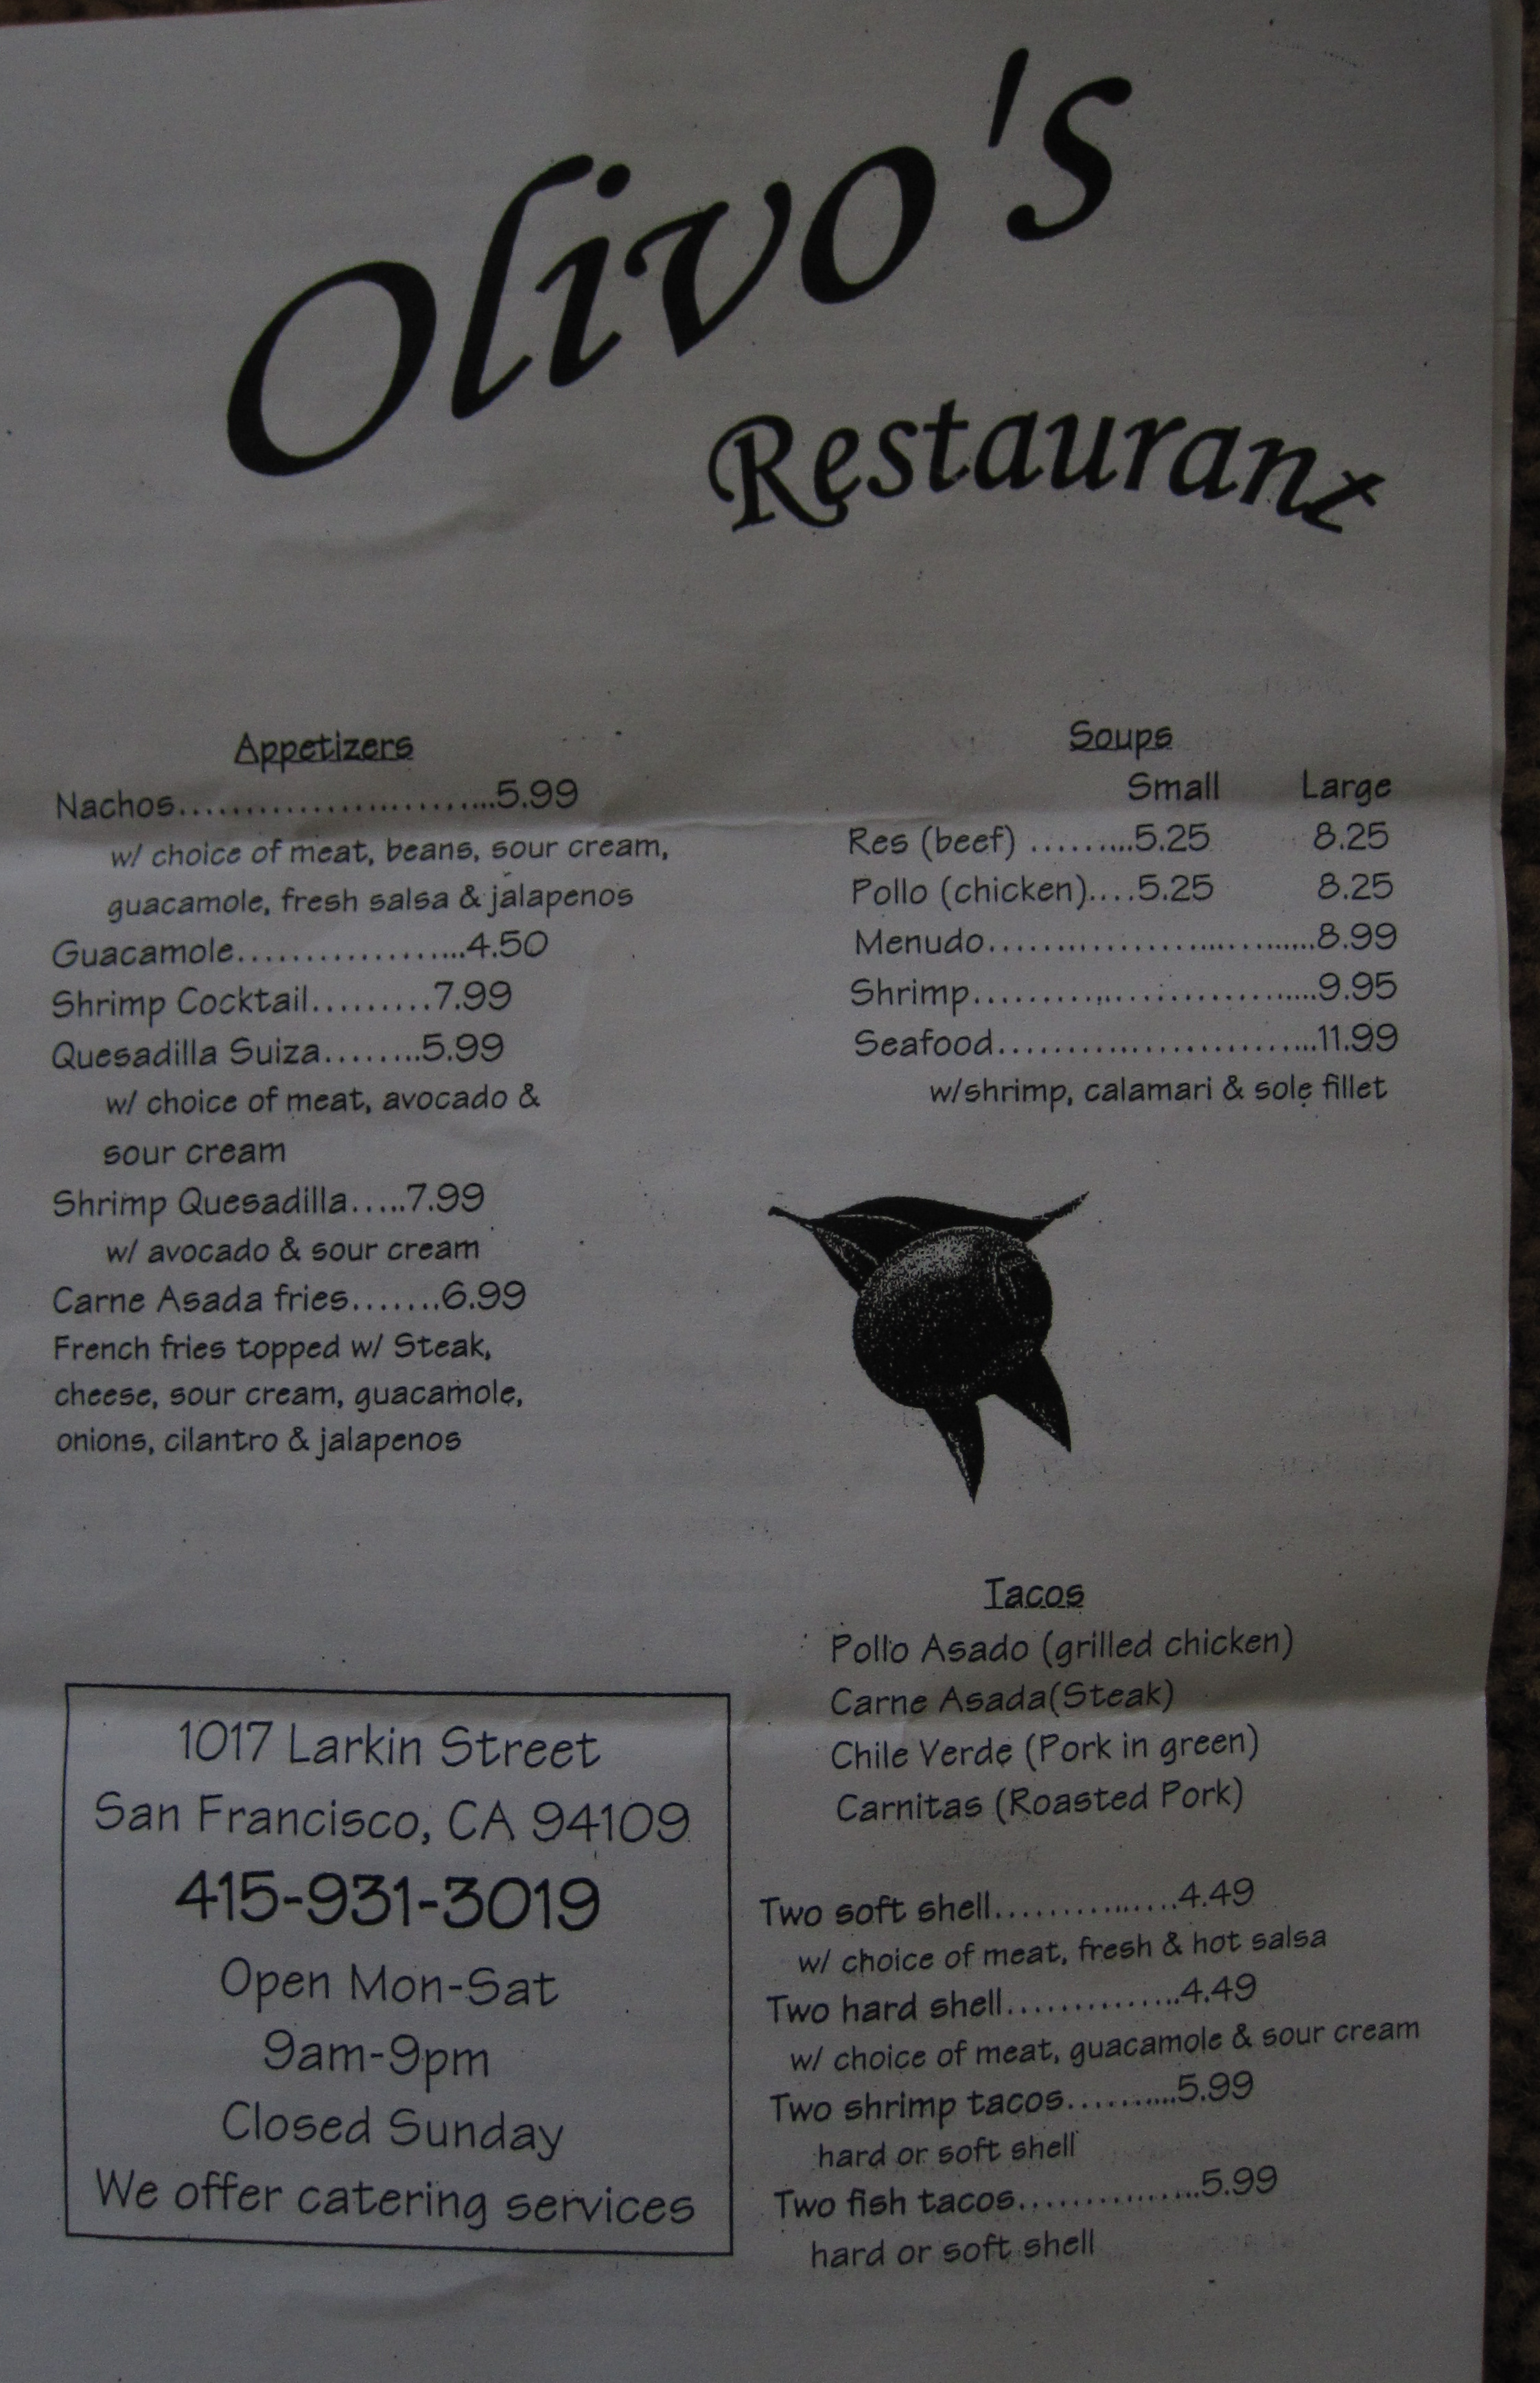 Olivo's
Restaurant
Appetizers
Nachos...........................5.99
w/ choice of meat, beans, sour cream,
guacamole, fresh salsa & jalapenos
Guacamole....................4.50
Shrimp Cocktail.........7.99
Quesadilla Suiza........5.99
w/ choice of meat, avocado &
sour cream
Shrimp Quesadilla.....7.99
w/ avocado & sour cream
Carne Asada fries.......6.99
French fries topped w/ Steak,
cheese, sour cream, guacamole,
onions, cilantro & jalapenos
Soups
Small Large
Res (beef) .........5.25 8.25
Pollo (chicken)....5.25 8.25
Menudo.............................8.99
Shrimp.............................9.95
Seafood...........................11.99
w/shrimp, calamari & sole fillet
Tacos
Pollo Asado (grilled chicken)
Carne Asada(Steak)
Chile Verde (Pork in green)
Carnitas (Roasted Pork)
Two soft shell................4.49
w/ choice of meat, fresh & hot salsa
Two hard shell...............4.49
w/ choice of meat, guacamole & sour cream
Two shrimp tacos..........5.99
hard or soft shell
Two fish tacos................5.99
hard or soft shell
1017 Larkin Street
San Francisco, CA 94109
415-931-3019
Open Mon-Sat
9am-9pm
Closed Sunday
We offer catering services